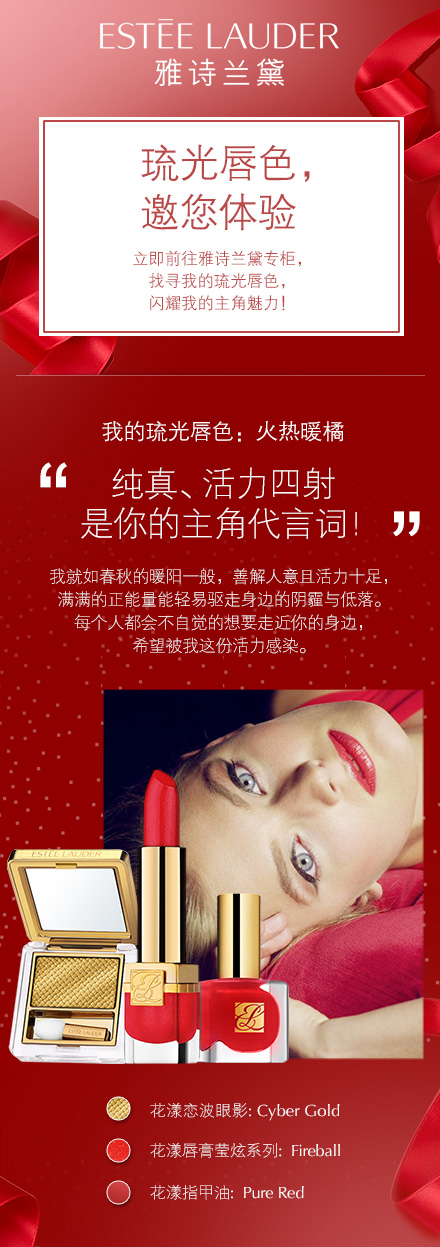 ESTĒE LAUDER
雅诗兰黛
琉光唇色，
邀您体验
立即前往雅诗兰黛专柜，
找寻我的琉光唇色，
闪耀我的主角魅力！
我的琉光唇色：火热暖橘
“纯真、活力四射
是你的主角代言词！”
我就如春秋的暖阳一般，善解人意且活力十足，
满满的正能量能轻易驱走身边的阴霾与低落。
每个人都会不自觉的想要走近你的身边，
希望被我这份活力感染。
ESTEE LAUDER
ESTEE LAUDER
花漾恋波眼影: Cyber Gold
花漾唇膏莹炫系列: Fireball
花漾指甲油: Pure Red